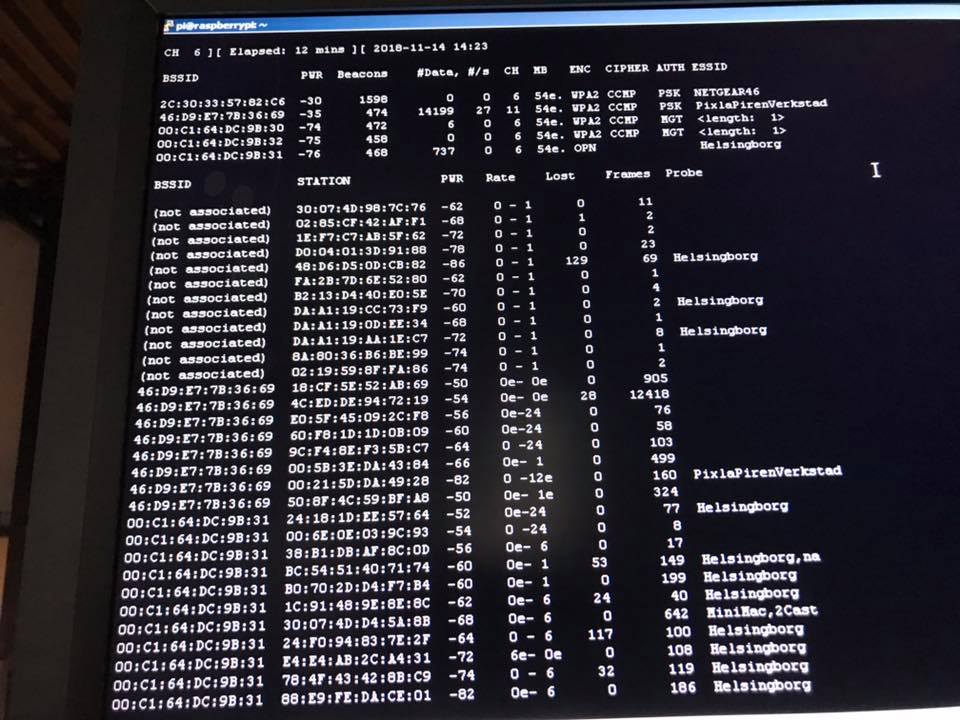 pi@raspberrypi: ~
CH 6 ][ Elapsed: 12 mins ][ 2018-11-14 14:23
BSSID PWR Beacons #Data, #/s CH MB ENC CIPHER AUTH ESSID
2C:30:33:57:82:C6 -30 1598 0 0 6 54e. WPA2 CCMP PSK NETGEAR46
46:D9:E7:7B:36:69 -35 474 14199 27 11 54e. WPA2 CCMP PSK PixlaPirenVerkstad
00:C1:64:DC:9B:30 -74 472 6 0 6 54e. WPA2 CCMP MGT <length: 1>
00:C1:64:DC:9B:32 -75 458 0 0 6 54e. WPA2 CCMP MGT <length: 1>
00:C1:64:DC:9B:31 -76 468 737 0 6 54e. OPN Helsingborg
BSSID STATION PWR Rate Lost Frames Probe
(not associated) 30:07:4D:98:7C:76 -62 0 - 1 0 11
(not associated) 02:85:CF:42:AF:F1 -68 0 - 1 1 2
(not associated) 1E:F7:C7:AB:5F:62 -72 0 - 1 0 2
(not associated) D0:04:01:3D:91:88 -78 0 - 1 0 23
(not associated) 48:D6:D5:0D:CB:82 -86 0 - 1 129 69 Helsingborg
(not associated) FA:2B:7D:6E:52:80 -62 0 - 1 0 1
(not associated) B2:13:D4:40:E0:5E -70 0 - 1 0 4
(not associated) DA:A1:19:CC:73:F9 -60 0 - 1 0 2 Helsingborg
(not associated) DA:A1:19:0D:EE:34 -68 0 - 1 0 1
(not associated) DA:A1:19:AA:1E:C7 -72 0 - 1 0 8 Helsingborg
(not associated) 8A:80:36:B6:BE:99 -74 0 - 1 0 1
(not associated) 02:19:59:8F:FA:86 -74 0 - 1 0 2
46:D9:E7:7B:36:69 18:CF:5E:52:AB:69 -50 0e- 0e 0 905
46:D9:E7:7B:36:69 4C:ED:DE:94:72:19 -54 0e- 0e 28 12418
46:D9:E7:7B:36:69 E0:5F:45:09:2C:F8 -56 0e-24 0 76
46:D9:E7:7B:36:69 60:F8:1D:1D:0B:09 -60 0e-24 0 58
46:D9:E7:7B:36:69 9C:F4:8E:F3:5B:C7 -64 0 -24 0 103
46:D9:E7:7B:36:69 00:5B:3E:DA:43:84 -66 0e- 1 0 499
46:D9:E7:7B:36:69 00:21:5D:DA:49:28 -82 0 -12e 0 160 PixlaPirenVerkstad
46:D9:E7:7B:36:69 50:8F:4C:59:BF:A8 -50 0e- 1e 0 324
00:C1:64:DC:9B:31 24:18:1D:EE:57:64 -52 0e-24 0 77 Helsingborg
00:C1:64:DC:9B:31 00:6E:0E:03:9C:93 -54 0 -24 0 8
00:C1:64:DC:9B:31 38:B1:DB:AF:8C:0D -56 0e- 6 0 17
00:C1:64:DC:9B:31 BC:54:51:40:71:74 -60 0e- 1 53 149 Helsingborg,na
00:C1:64:DC:9B:31 B0:70:2D:D4:F7:B4 -60 0e- 1 0 199 Helsingborg
00:C1:64:DC:9B:31 1C:91:48:9E:8E:8C -62 0e- 6 24 40 Helsingborg
00:C1:64:DC:9B:31 30:07:4D:D4:5A:8B -68 0e- 6 0 642 MiniMac,2Cast
00:C1:64:DC:9B:31 24:F0:94:83:7E:2F -64 0 - 6 117 100 Helsingborg
00:C1:64:DC:9B:31 E4:E4:AB:2C:A4:31 -72 6e- 0e 0 108 Helsingborg
00:C1:64:DC:9B:31 78:4F:43:42:8B:C9 -74 0 - 6 32 119 Helsingborg
00:C1:64:DC:9B:31 88:E9:FE:DA:CE:01 -82 0e- 6 0 186 Helsingborg